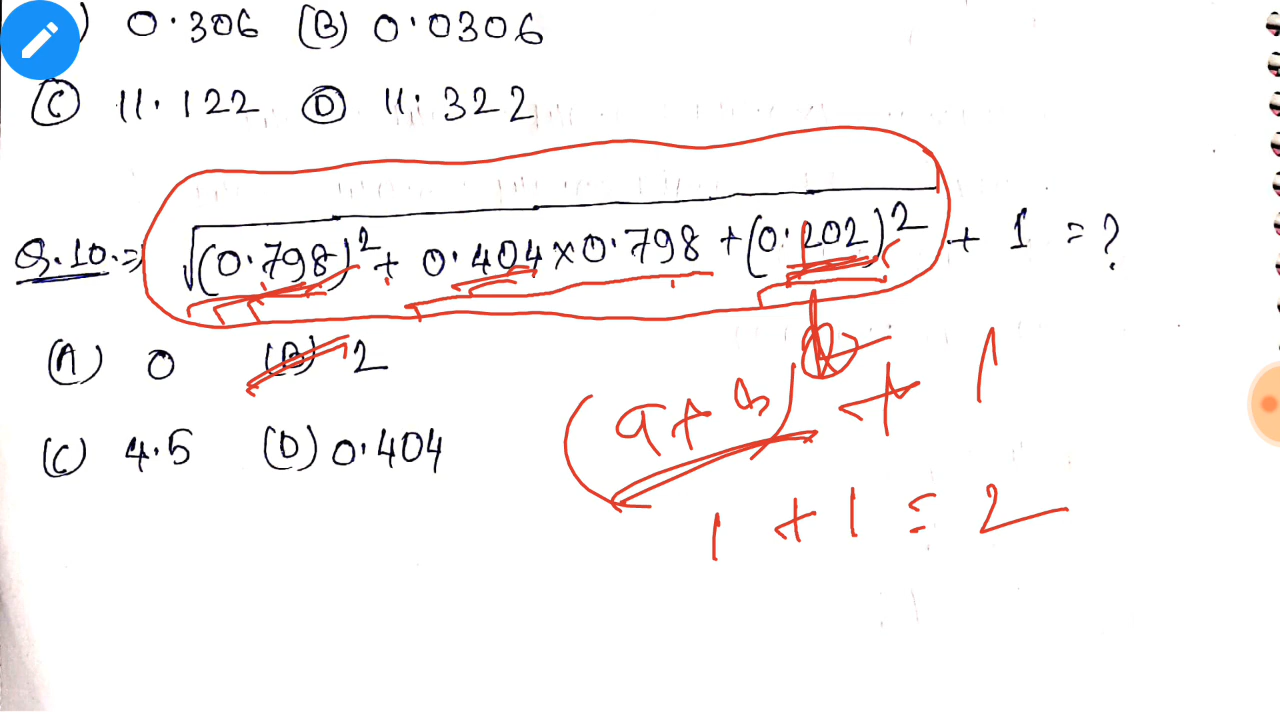 ) 0.306 (B) 0.0306
(C) 11.122 (D) 11.322
Q.10.⇒ √((0.798)² + 0.404×0.798 + (0.202)²) + 1 = ?
(A) 0 (B) 2
(C) 4.5 (D) 0.404
(a+b) + 1
1 + 1 = 2